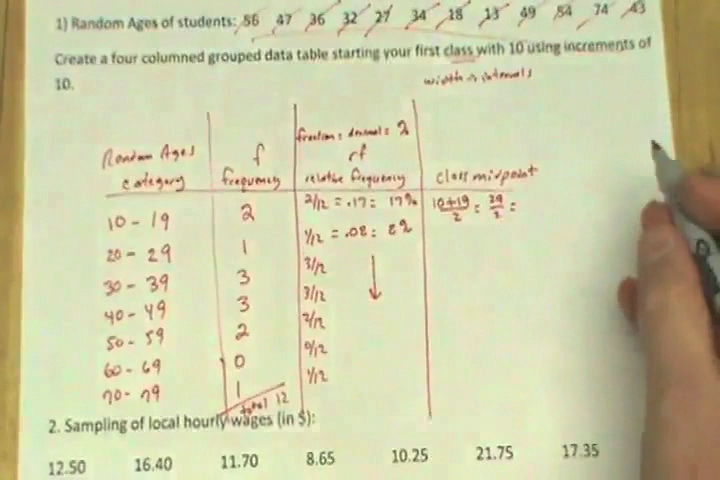 1) Random Ages of students: 56 47 36 32 27 34 18 13 49 54 74 43
Create a four columned grouped data table starting your first class with 10 using increments of
10.
width = intervals
fraction = decimal = %
Random Ages f rf
category frequency relative frequency class midpoint
10 - 19 2 2/12 = .17 = 17% 10+19/2 = 29/2 =
20 - 29 1 1/12 = .08 = 8%
30 - 39 3 3/12
40 - 49 3 3/12
50 - 59 2 2/12
60 - 69 0 0/12
70 - 79 1 1/12
total 12
2. Sampling of local hourly wages (in $):
12.50 16.40 11.70 8.65 10.25 21.75 17.35